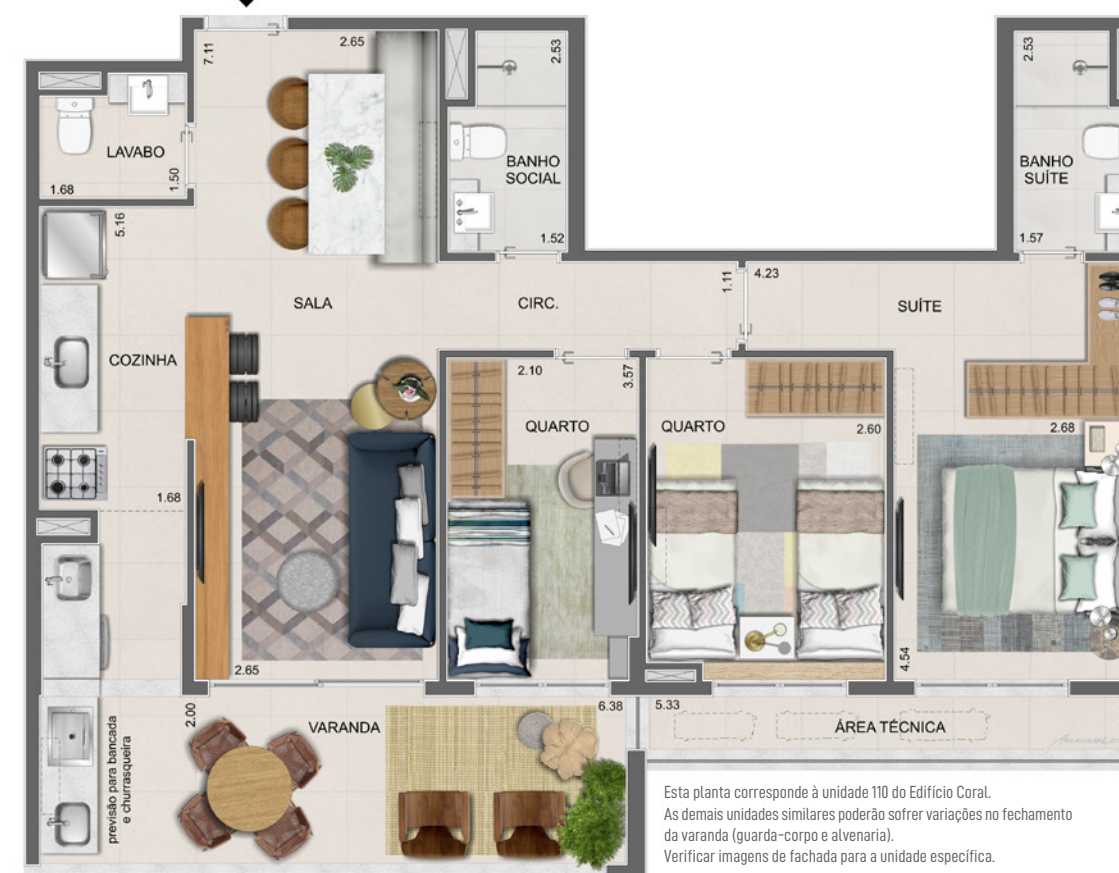 7.11
2.65
2.53
2.53
LAVABO
1.50
1.68
BANHO
SOCIAL
1.52
BANHO
SUÍTE
1.57
5.16
SALA
CIRC.
1.11
4.23
SUÍTE
COZINHA
2.10
3.57
QUARTO
QUARTO
2.60
2.68
1.68
2.65
4.54
2.00
VARANDA
6.38
5.33
ÁREA TÉCNICA
previsão para bancada
e churrasqueira
Esta planta corresponde à unidade 110 do Edifício Coral.
As demais unidades similares poderão sofrer variações no fechamento
da varanda (guarda-corpo e alvenaria).
Verificar imagens de fachada para a unidade específica.